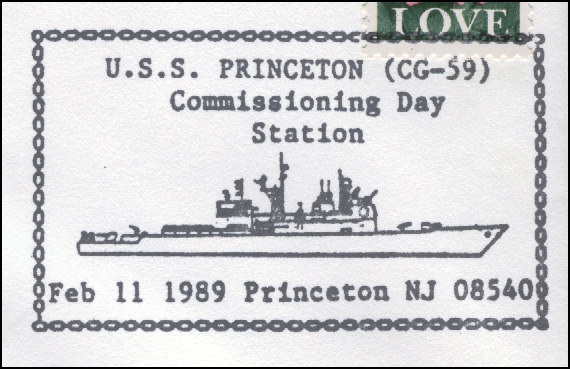 LOVE
U.S.S. PRINCETON (CG-59)
Commissioning Day
Station
Feb 11 1989 Princeton NJ 08540